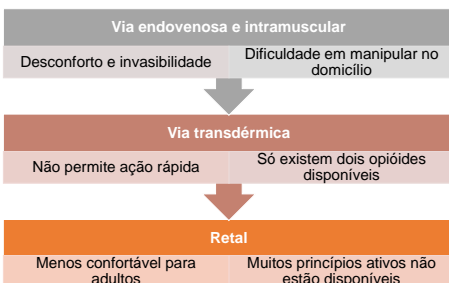 Via endovenosa e intramuscular
Desconforto e invasibilidade
Dificuldade em manipular no
domicílio
Via transdérmica
Não permite ação rápida
Só existem dois opióides
disponíveis
Retal
Menos confortável para
adultos
Muitos princípios ativos não
estão disponíveis